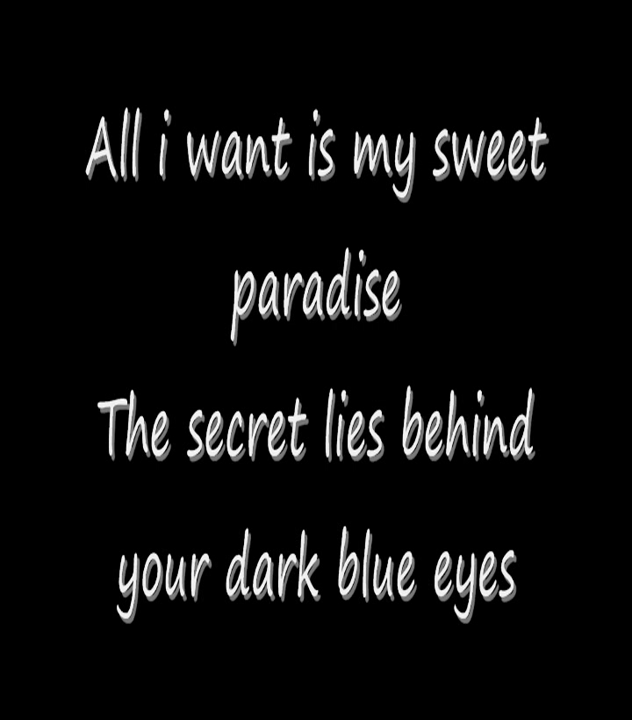 All i want is my sweet
paradise
The secret lies behind
your dark blue eyes